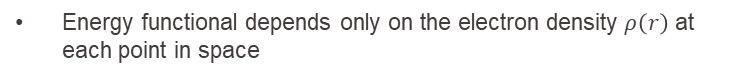 • Energy functional depends only on the electron density 𝜌(𝑟) at
each point in space